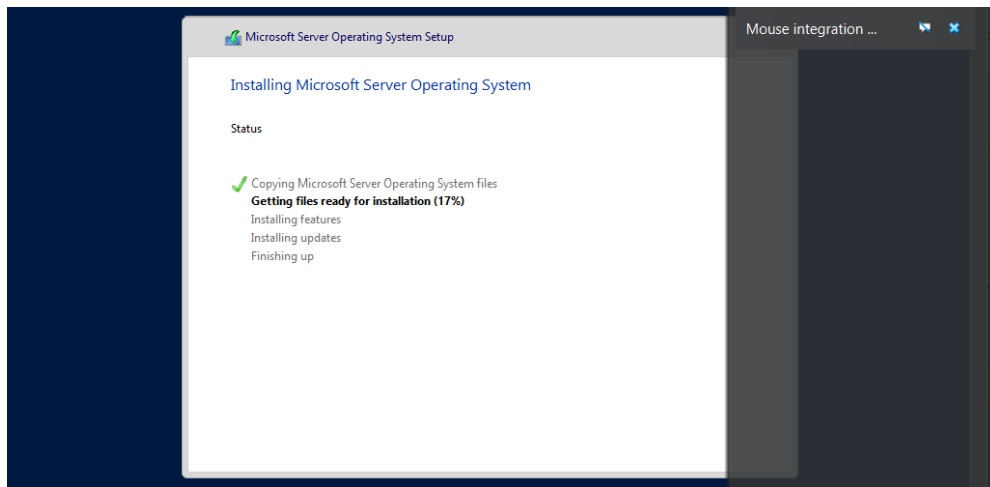 Microsoft Server Operating System Setup
Mouse integration ...
Installing Microsoft Server Operating System
Status
Copying Microsoft Server Operating System files
Getting files ready for installation (17%)
Installing features
Installing updates
Finishing up